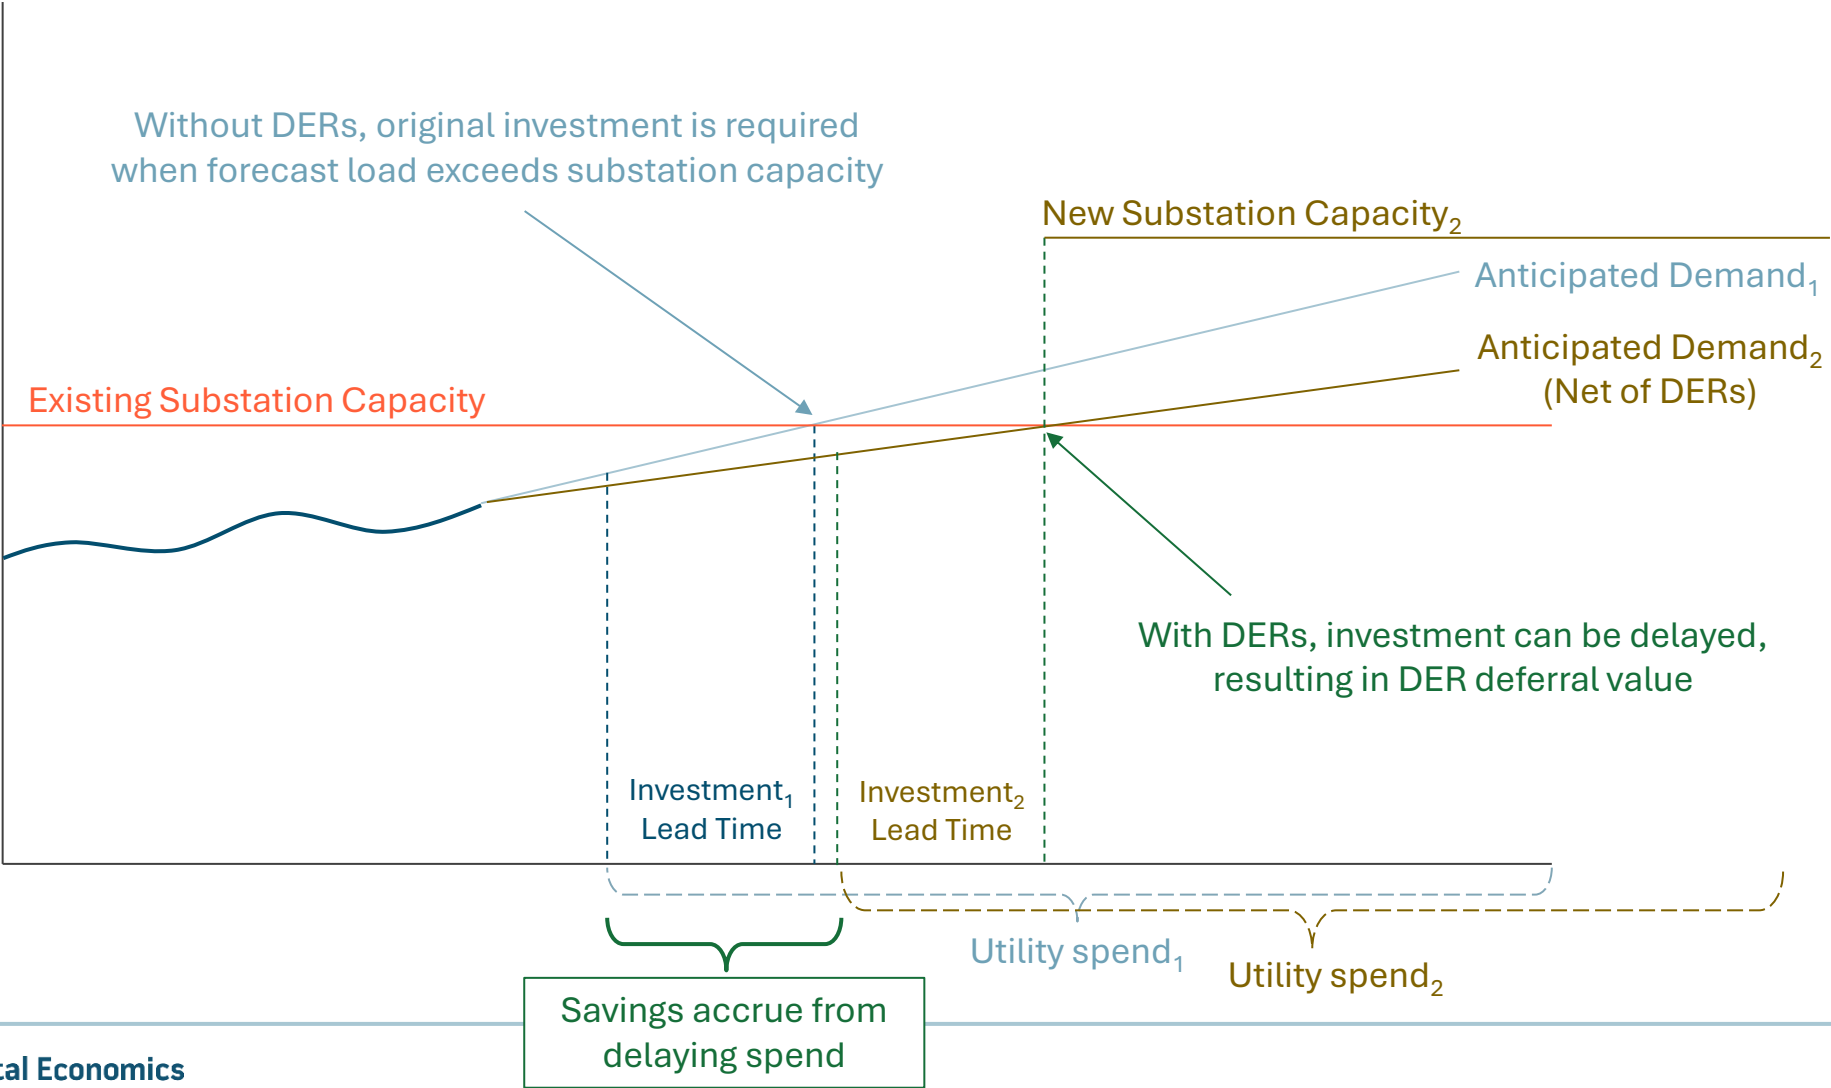 Without DERs, original investment is required
when forecast load exceeds substation capacity
New Substation Capacity₂
Anticipated Demand₁
Anticipated Demand₂
(Net of DERs)
Existing Substation Capacity
With DERs, investment can be delayed,
resulting in DER deferral value
Investment₁
Lead Time
Investment₂
Lead Time
Utility spend₁
Utility spend₂
Savings accrue from
delaying spend
tal Economics